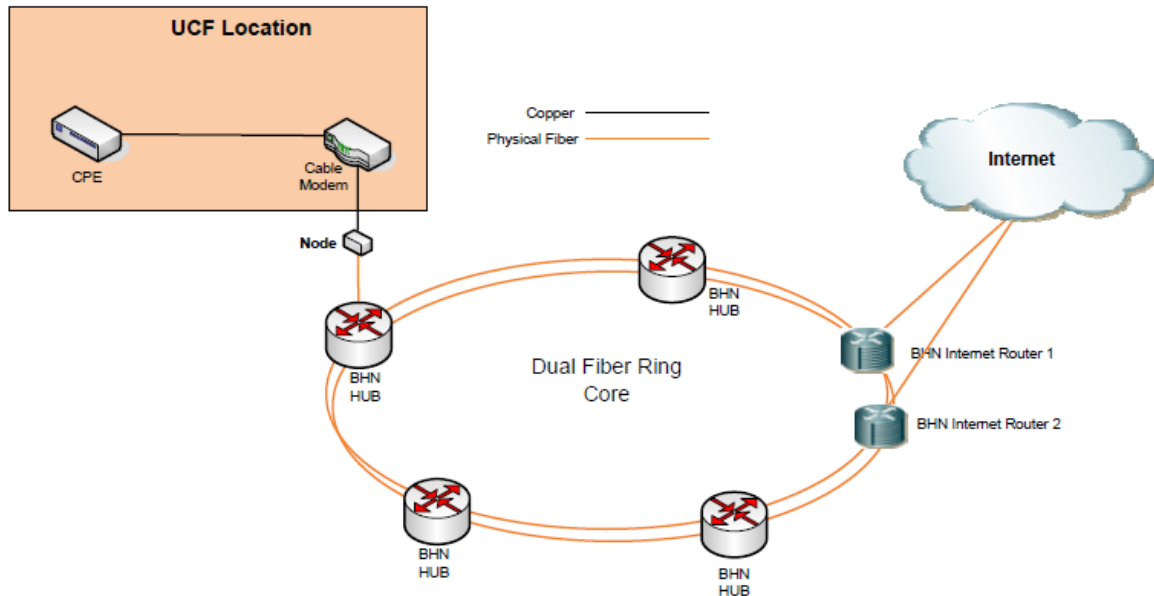 UCF Location
CPE
Cable
Modem
Copper
Physical Fiber
Internet
Node
BHN
HUB
BHN
HUB
BHN Internet Router 1
Dual Fiber Ring
Core
BHN Internet Router 2
BHN
HUB
BHN
HUB